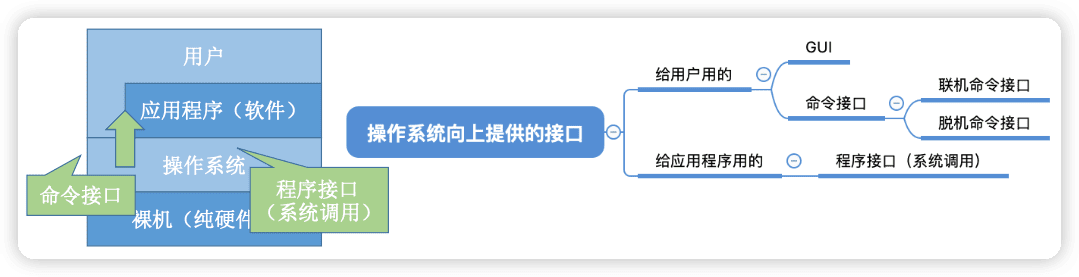 用户
应用程序（软件）
操作系统
命令接口
程序接口
（系统调用）
裸机（纯硬件
操作系统向上提供的接口
给用户用的
GUI
命令接口
联机命令接口
脱机命令接口
给应用程序用的
程序接口（系统调用）